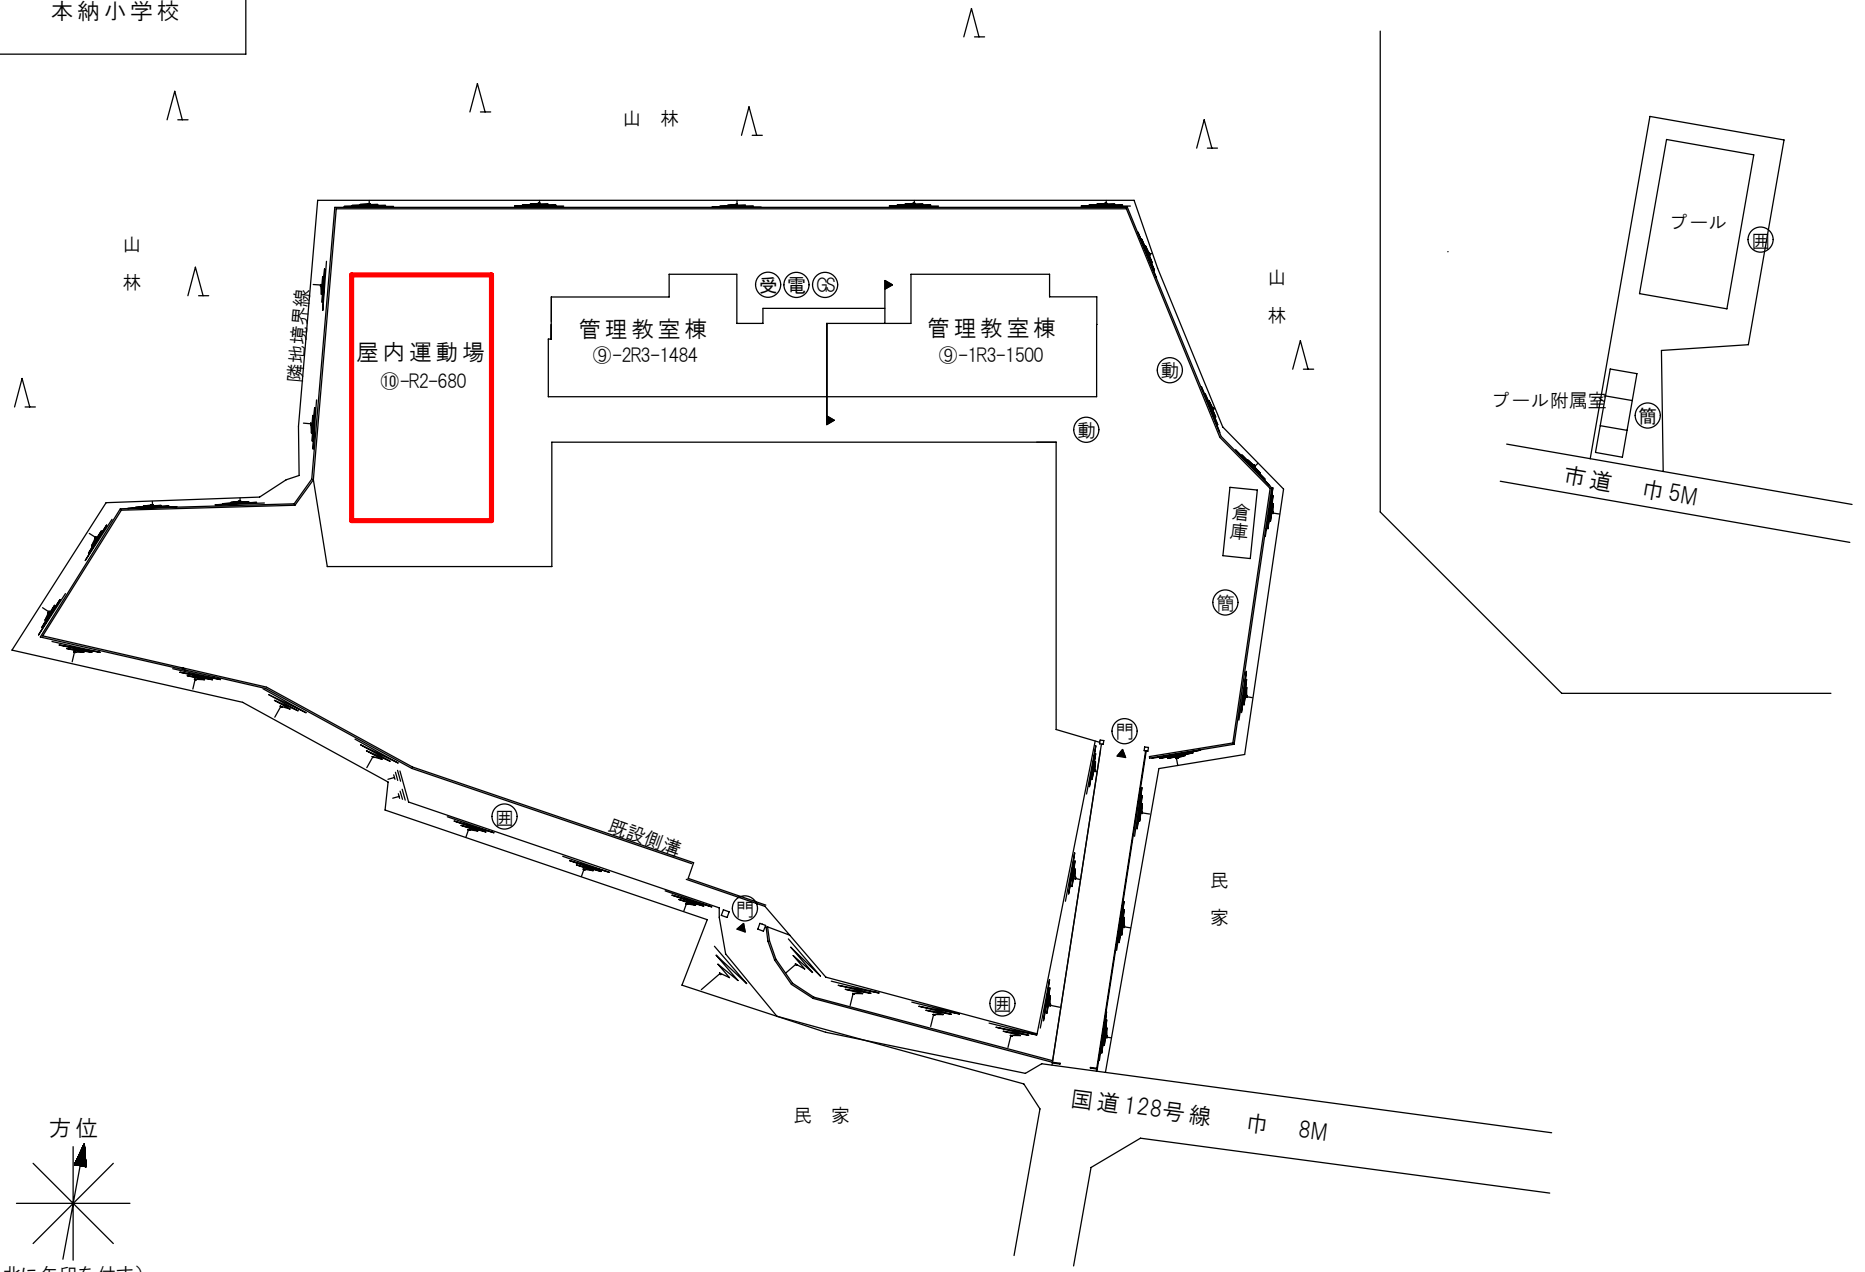 本納小学校
山 林
山
林
山
林
隣地境界線
屋内運動場
⑩-R2-680
管理教室棟
⑨-2R3-1484
受
電
GS
管理教室棟
⑨-1R3-1500
動
動
倉
庫
簡
プール
囲
プール附属室
簡
市道 巾5M
門
囲
既設側溝
門
囲
民
家
民 家
国道128号線 巾 8M
方位